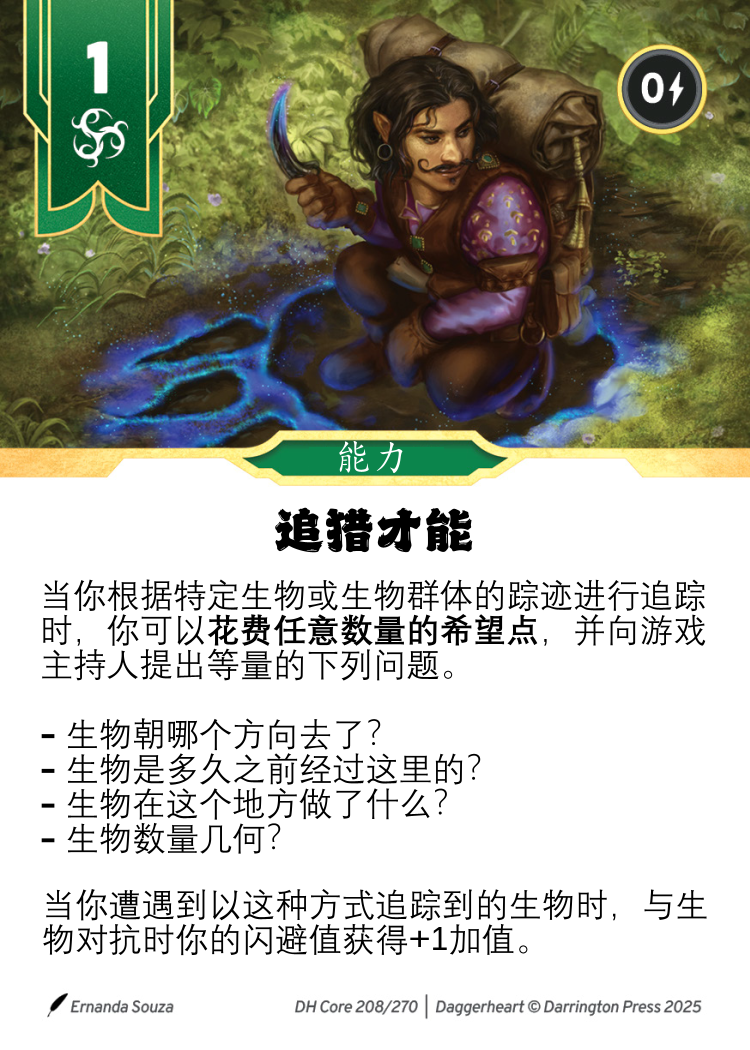 1
0
能力
追猎才能
当你根据特定生物或生物群体的踪迹进行追踪
时，你可以花费任意数量的希望点，并向游戏
主持人提出等量的下列问题。
- 生物朝哪个方向去了？
- 生物是多久之前经过这里的？
- 生物在这个地方做了什么？
- 生物数量几何？
当你遭遇到以这种方式追踪到的生物时，与生
物对抗时你的闪避值获得+1加值。
Ernanda Souza
DH Core 208/270 | Daggerheart © Darrington Press 2025